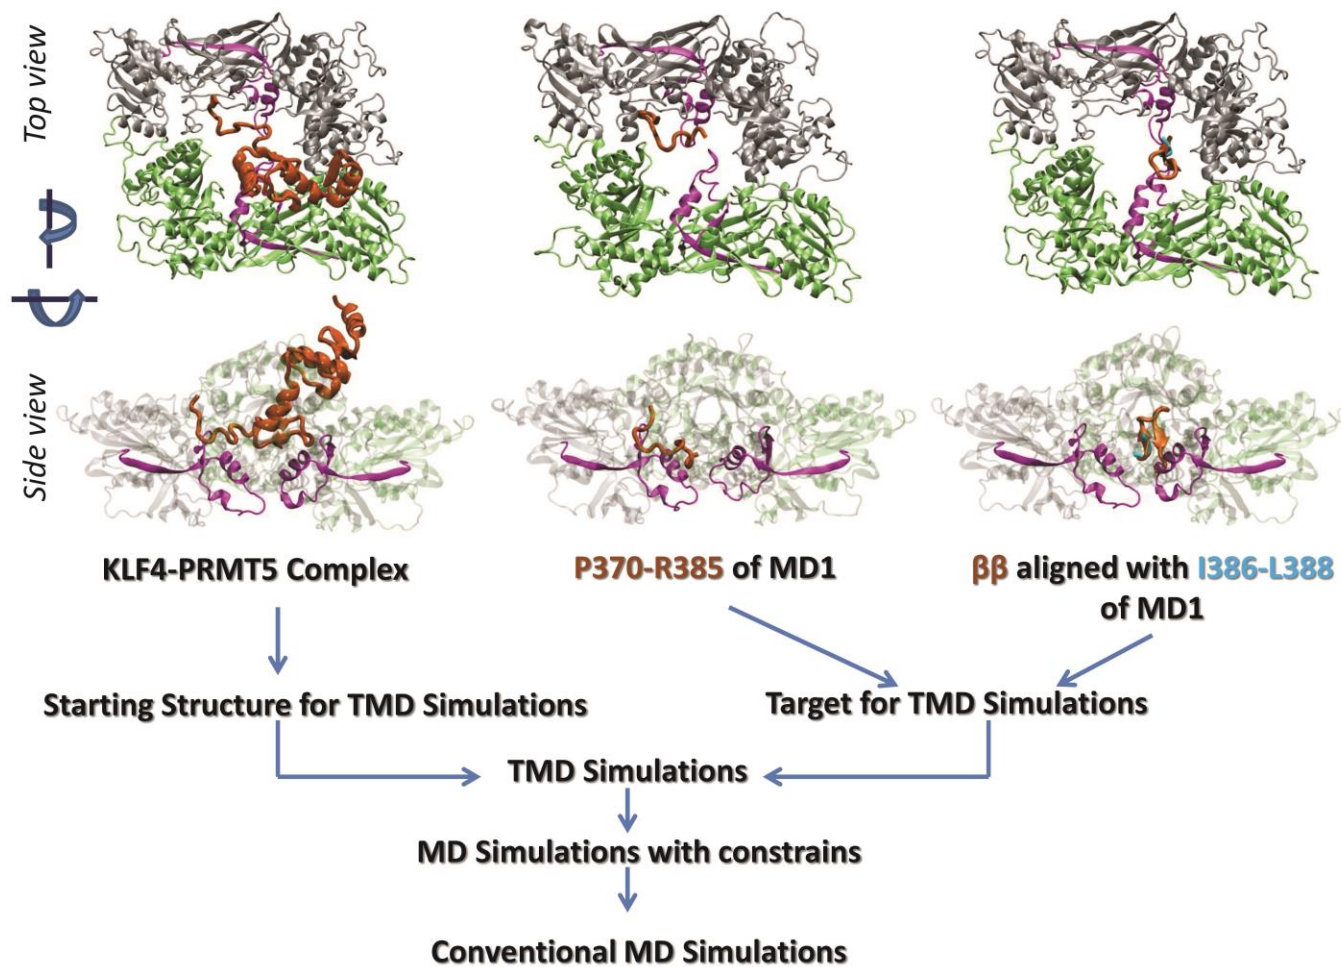 Top view
Side view
KLF4-PRMT5 Complex
P370-R385 of MD1
ββ aligned with I386-L388
of MD1
Starting Structure for TMD Simulations
Target for TMD Simulations
TMD Simulations
MD Simulations with constrains
Conventional MD Simulations